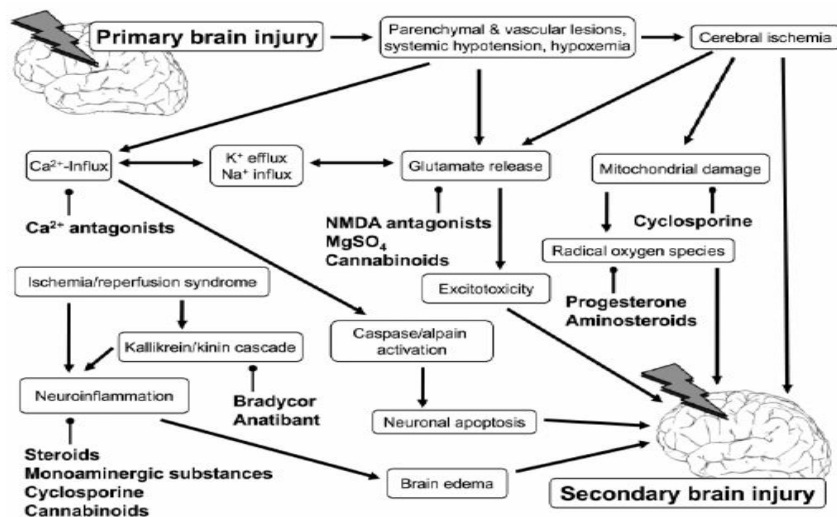 Primary brain injury
Parenchymal & vascular lesions,
systemic hypotension, hypoxemia
Cerebral ischemia
Ca²⁺-Influx
K⁺ efflux
Na⁺ influx
Glutamate release
Mitochondrial damage
Ca²⁺ antagonists
NMDA antagonists
MgSO₄
Cannabinoids
Cyclosporine
Radical oxygen species
Ischemia/reperfusion syndrome
Excitotoxicity
Progesterone
Aminosteroids
Kallikrein/kinin cascade
Caspase/alpain
activation
Neuroinflammation
Bradycor
Anatibant
Neuronal apoptosis
Steroids
Monoaminergic substances
Cyclosporine
Cannabinoids
Brain edema
Secondary brain injury